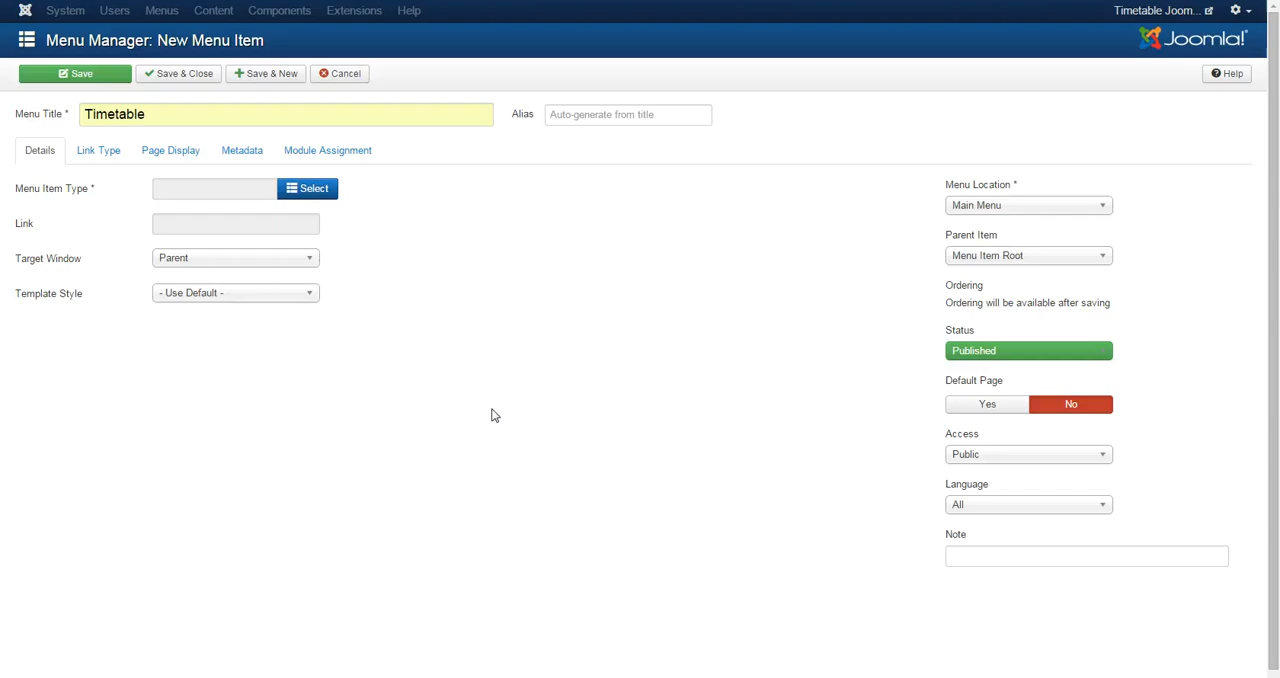 System Users Menus Content Components Extensions Help Timetable Joom...
Menu Manager: New Menu Item Joomla!
Save Save & Close Save & New Cancel Help
Menu Title * Timetable Alias Auto-generate from title
Details Link Type Page Display Metadata Module Assignment
Menu Item Type * Select
Link
Target Window Parent
Template Style - Use Default -
Menu Location *
Main Menu
Parent Item
Menu Item Root
Ordering
Ordering will be available after saving
Status
Published
Default Page
Yes No
Access
Public
Language
All
Note